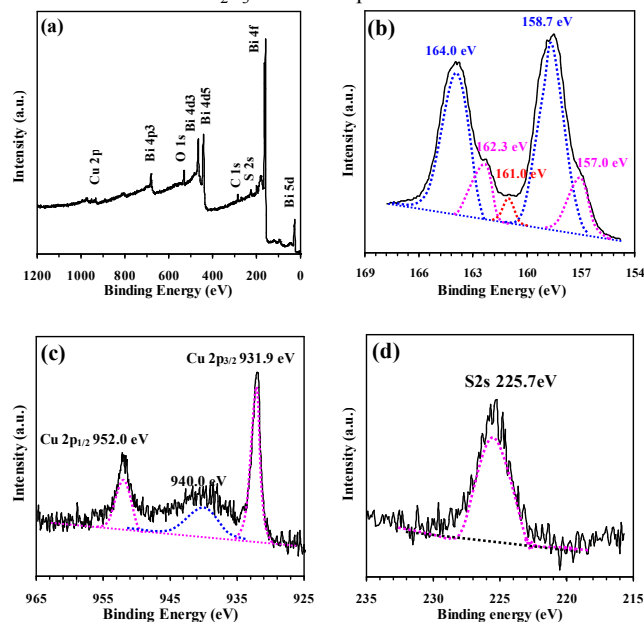 2 3
(a)
Bi 4f
Cu 2p
Bi 4p3
O 1s
Bi 4d3
Bi 4d5
C 1s
S 2s
Bi 5d
Intensity (a.u.)
1200 1000 800 600 400 200 0
Binding Energy (eV)
(b)
158.7 eV
164.0 eV
162.3 eV
161.0 eV
157.0 eV
Intensity (a.u.)
169 166 163 160 157 154
Binding Energy (eV)
(c)
Cu 2p3/2 931.9 eV
Cu 2p1/2 952.0 eV
940.0 eV
Intensity (a.u.)
965 955 945 935 925
Binding Energy (eV)
(d)
S2s 225.7eV
Intensity (a.u.)
235 230 225 220 215
Binding energy (eV)